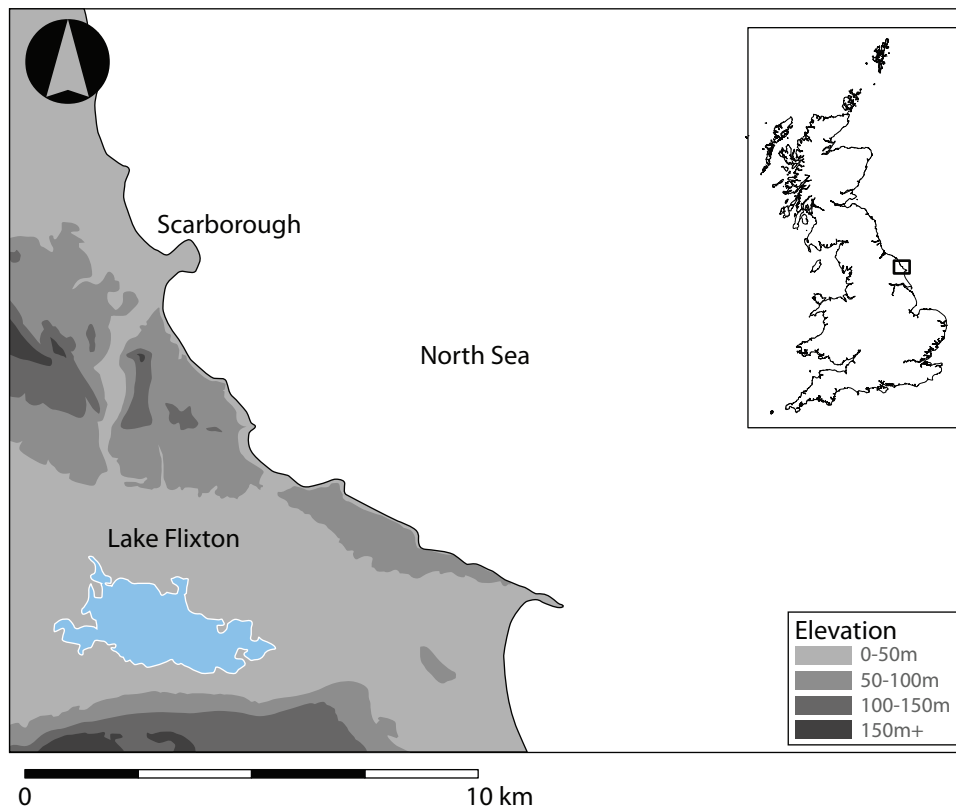 Scarborough
North Sea
Lake Flixton
Elevation
0-50m
50-100m
100-150m
150m+
0
10 km